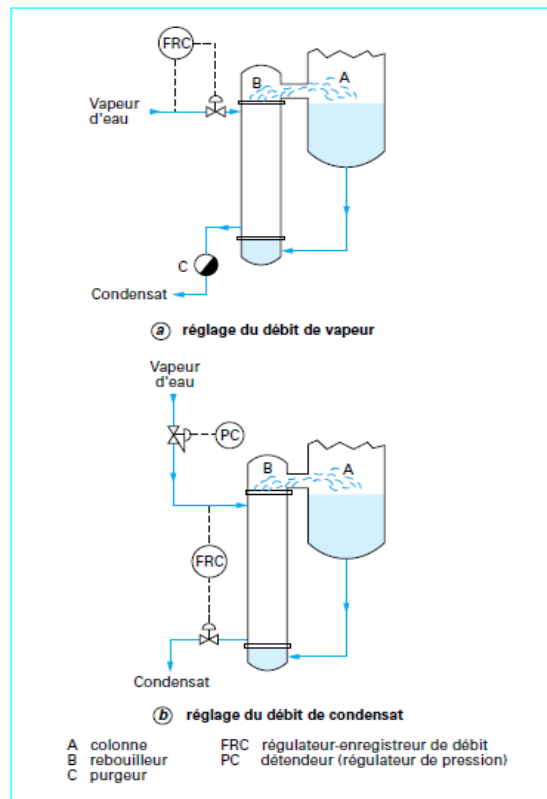 FRC
B
A
Vapeur
d'eau
C
Condensat
a réglage du débit de vapeur
Vapeur
d'eau
PC
B
A
FRC
Condensat
b réglage du débit de condensat
A colonne FRC régulateur-enregistreur de débit
B rebouilleur PC détendeur (régulateur de pression)
C purgeur